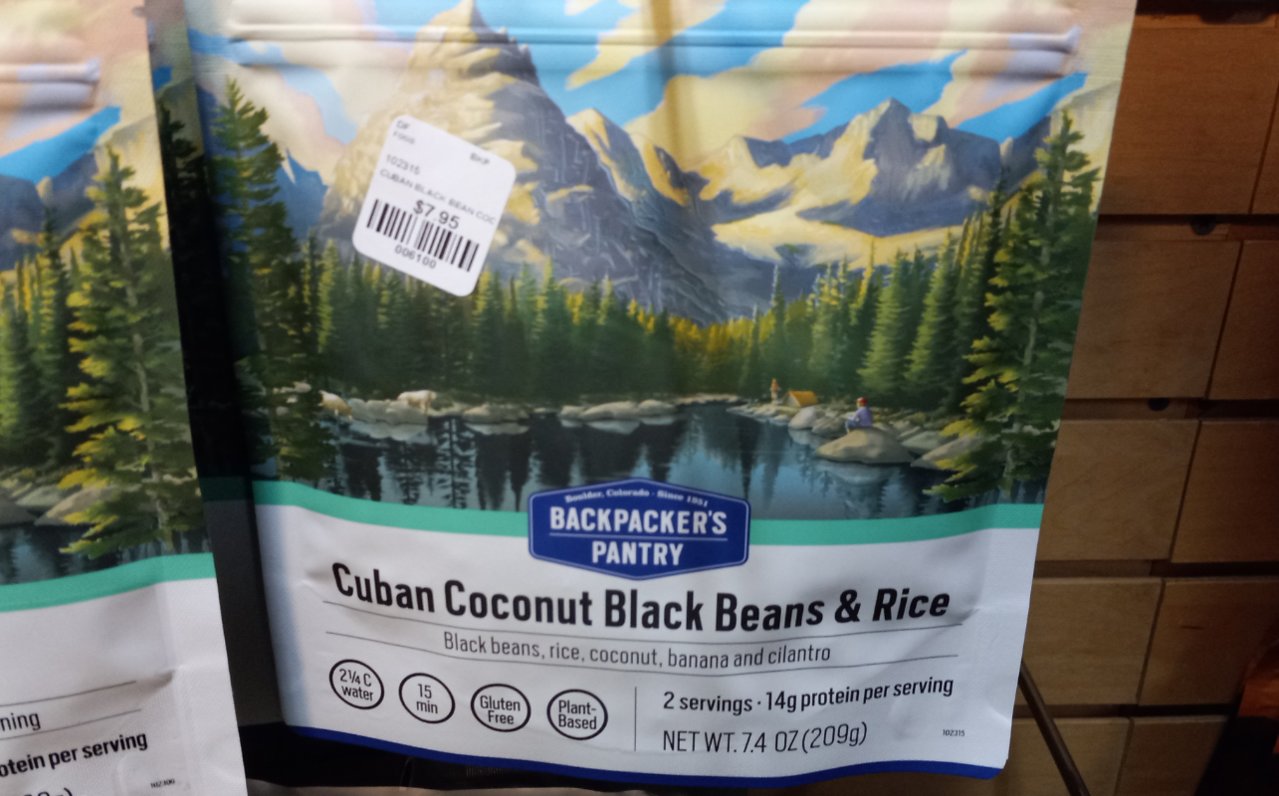 DF
Food
BKP
102315
CUBAN BLACK BEAN COC
$7.95
006100
Boulder, Colorado · Since 1951
BACKPACKER'S
PANTRY
Cuban Coconut Black Beans & Rice
Black beans, rice, coconut, banana and cilantro
2¼ C
water
15
min
Gluten
Free
Plant-
Based
2 servings · 14g protein per serving
NET WT. 7.4 OZ (209g)
102315
ning
otein per serving